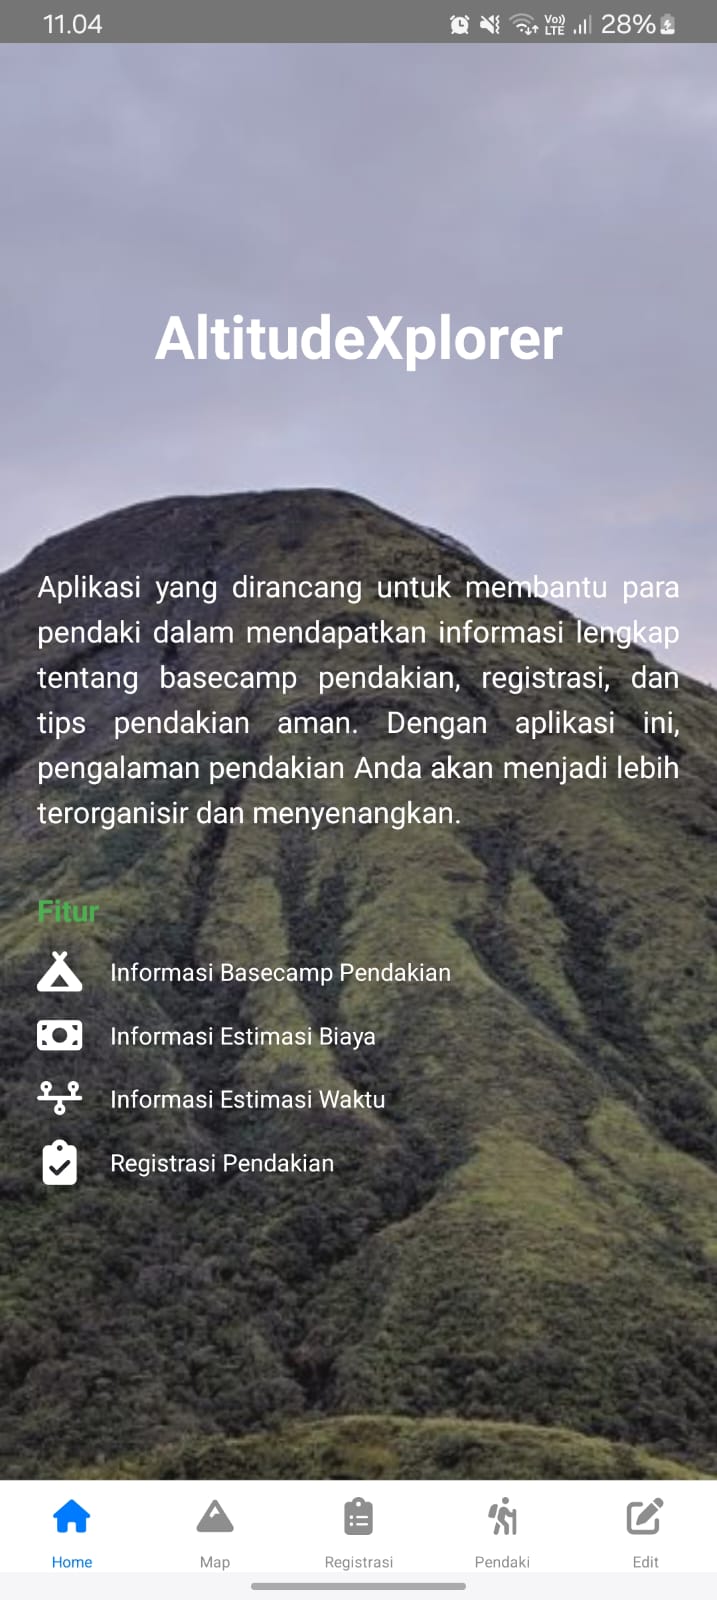 11.04
Vo))
LTE
28%
AltitudeXplorer
Aplikasi yang dirancang untuk membantu para
pendaki dalam mendapatkan informasi lengkap
tentang basecamp pendakian, registrasi, dan
tips pendakian aman. Dengan aplikasi ini,
pengalaman pendakian Anda akan menjadi lebih
terorganisir dan menyenangkan.
Fitur
Informasi Basecamp Pendakian
Informasi Estimasi Biaya
Informasi Estimasi Waktu
Registrasi Pendakian
Home Map Registrasi Pendaki Edit